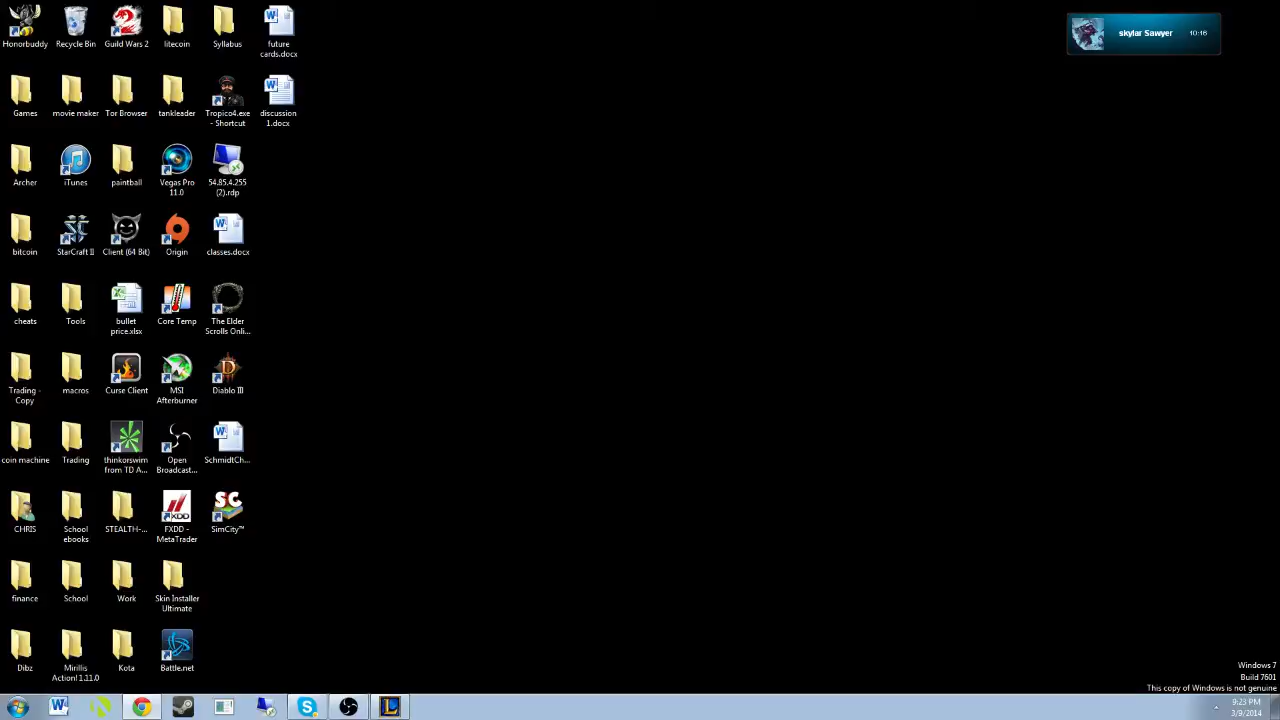 Honorbuddy
Recycle Bin
Guild Wars 2
litecoin
Syllabus
future
cards.docx
skylar Sawyer
10:16
Games
movie maker
Tor Browser
tankleader
Tropico4.exe
- Shortcut
discussion
1.docx
Archer
iTunes
paintball
Vegas Pro
11.0
54.85.4.255
(2).rdp
bitcoin
StarCraft II
Client (64 Bit)
Origin
classes.docx
cheats
Tools
bullet
price.xlsx
Core Temp
The Elder
Scrolls Onli...
Trading -
Copy
macros
Curse Client
MSI
Afterburner
Diablo III
coin machine
Trading
thinkorswim
from TD A...
Open
Broadcast...
SchmidtCh...
CHRIS
School
ebooks
STEALTH-...
FXDD -
MetaTrader
SimCity™
finance
School
Work
Skin Installer
Ultimate
Dibz
Mirillis
Action! 1.11.0
Kota
Battle.net
Windows 7
Build 7601
This copy of Windows is not genuine
9:23 PM
3/9/2014